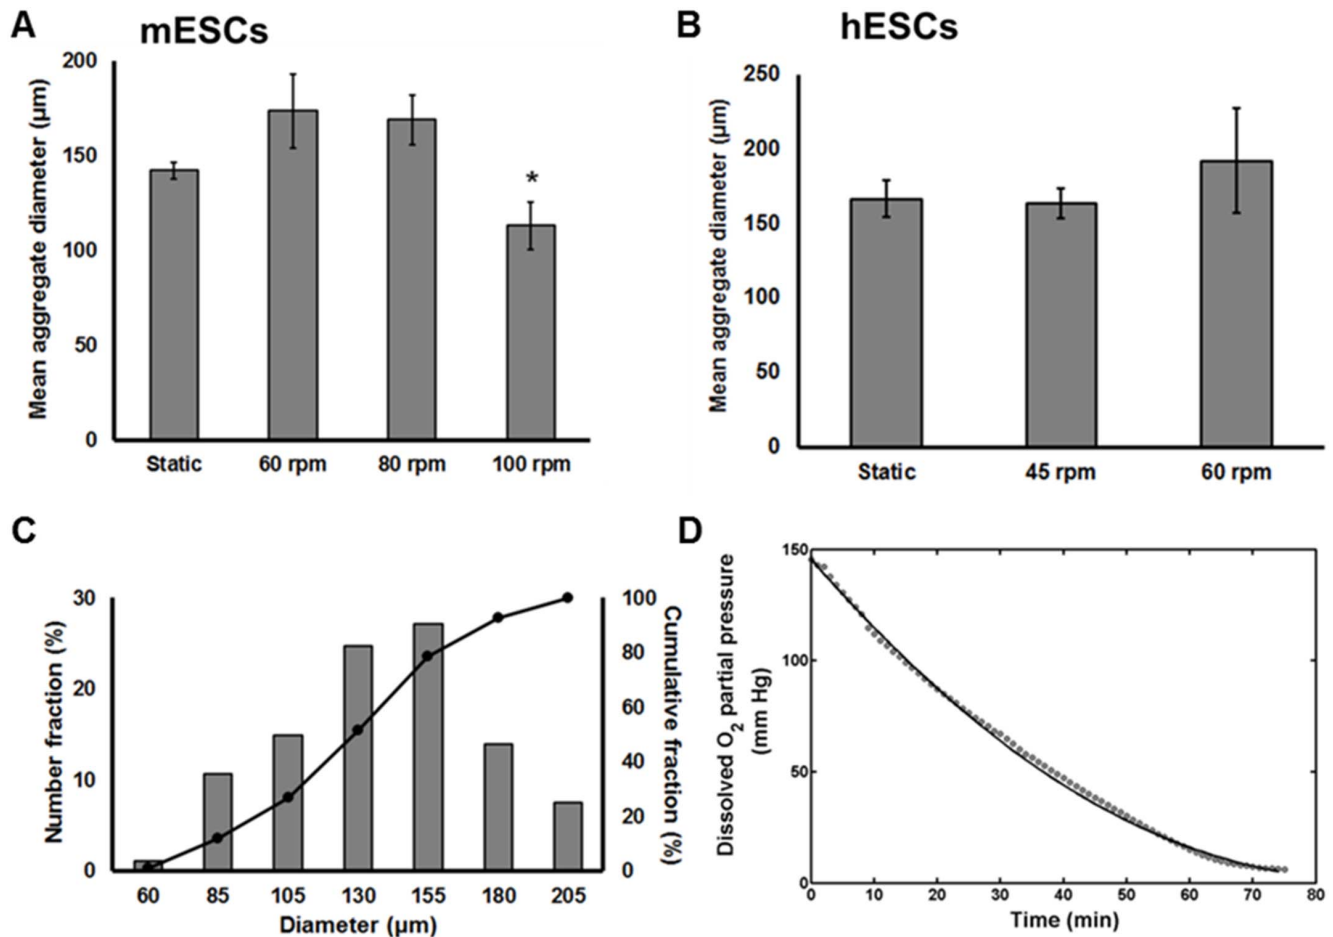 A
mESCs
Mean aggregate diameter (µm)
200
150
100
50
0
*
Static 60 rpm 80 rpm 100 rpm
B
hESCs
Mean aggregate diameter (µm)
250
200
150
100
50
0
Static 45 rpm 60 rpm
C
Number fraction (%)
30
20
10
0
100
80
60
40
20
0
Cumulative fraction (%)
60 85 105 130 155 180 205
Diameter (µm)
D
Dissolved O2 partial pressure
(mm Hg)
150
100
50
0
0 10 20 30 40 50 60 70 80
Time (min)